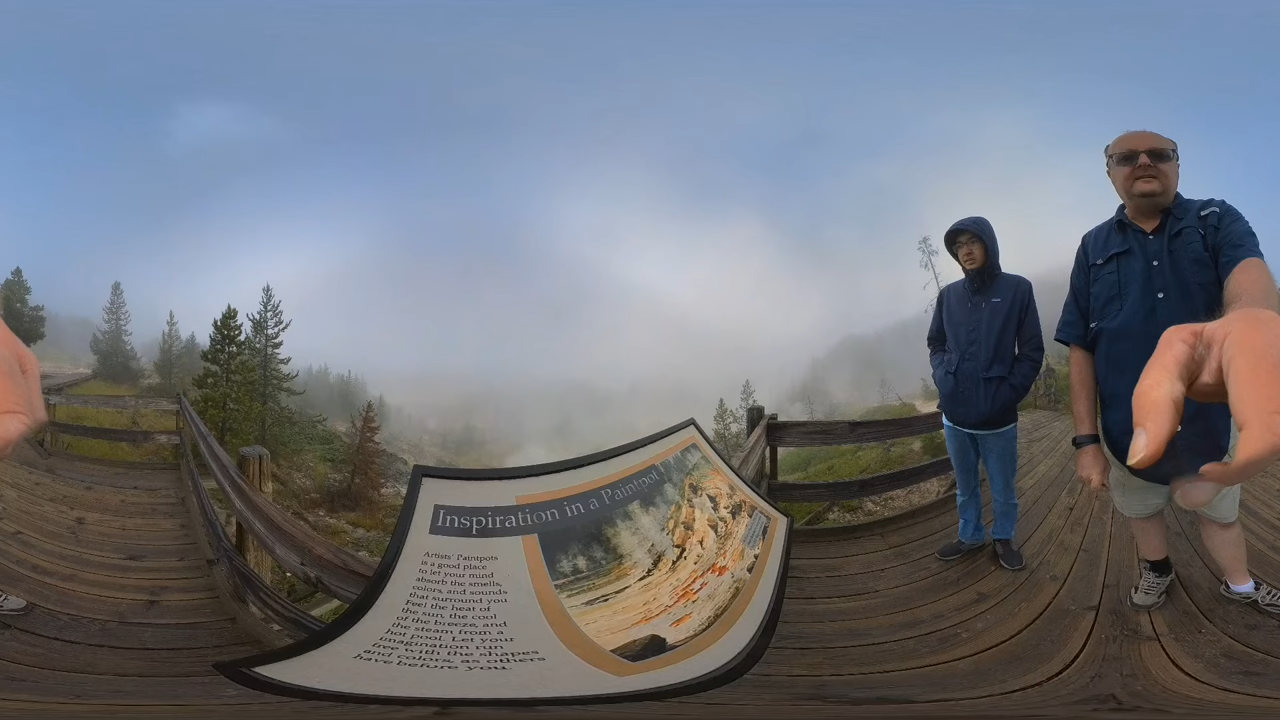 Inspiration in a Paintpot
Artists' Paintpots
is a good place
to let your mind
absorb the smells,
colors, and sounds
that surround you.
Feel the heat of
the sun, the cool
of the breeze, and
the steam from a
hot pool. Let your
imagination run
free with the shapes
and colors, as others
have before you.